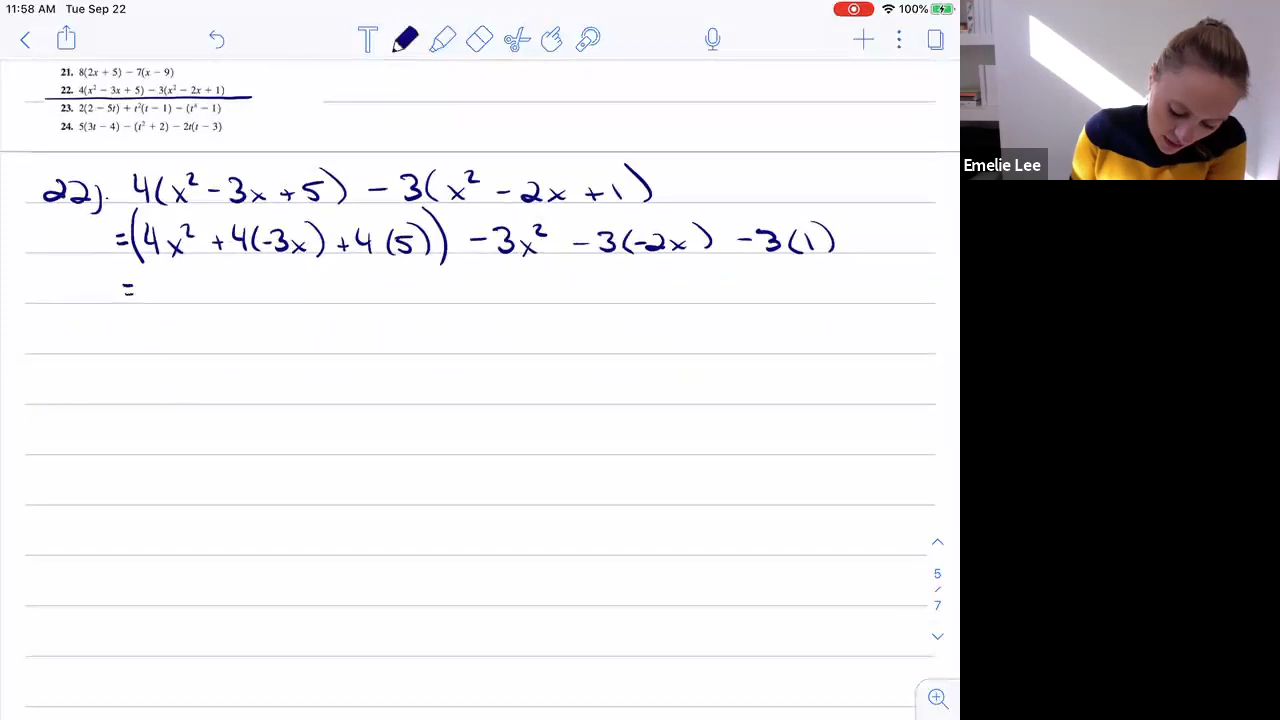 11:58 AM Tue Sep 22
100%
T
21. 8(2x + 5) − 7(x − 9)
22. 4(x² − 3x + 5) − 3(x² − 2x + 1)
23. 2(2 − 5t) + t²(t − 1) − (t⁴ − 1)
24. 5(3t − 4) − (t² + 2) − 2t(t − 3)
Emelie Lee
22). 4(x² − 3x + 5) − 3(x² − 2x + 1)
= (4x² + 4(-3x) + 4(5)) − 3x² − 3(-2x) − 3(1)
=
5
/
7